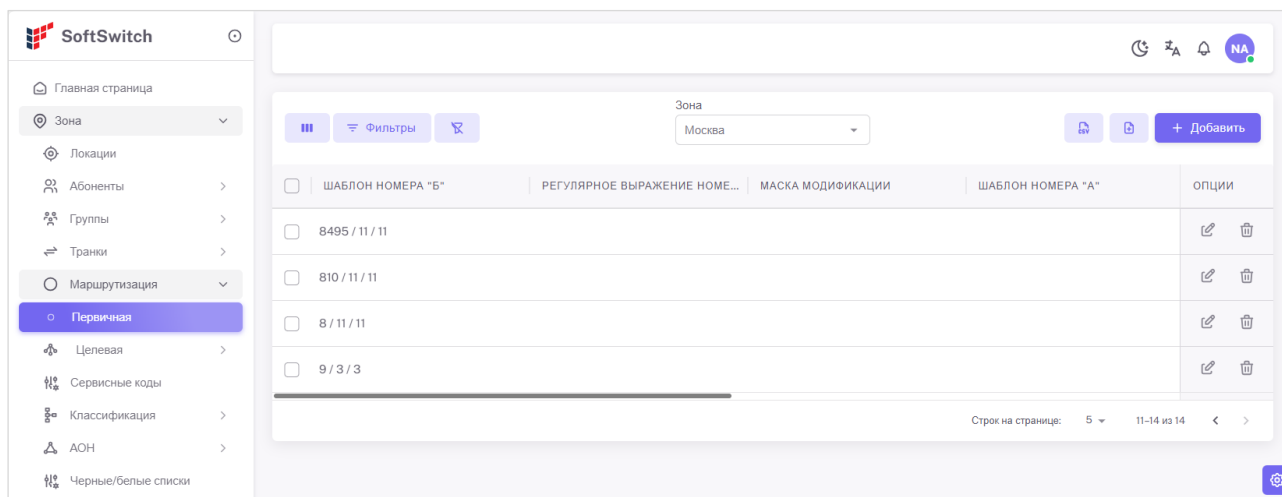 SoftSwitch
NA
Главная страница
Зона
Локации
Абоненты
Группы
Транки
Маршрутизация
Первичная
Целевая
Сервисные коды
Классификация
АОН
Черные/белые списки
Зона
Фильтры
Москва
CSV
+ Добавить
ШАБЛОН НОМЕРА "Б" РЕГУЛЯРНОЕ ВЫРАЖЕНИЕ НОМЕ... МАСКА МОДИФИКАЦИИ ШАБЛОН НОМЕРА "А" ОПЦИИ
8495 / 11 / 11
810 / 11 / 11
8 / 11 / 11
9 / 3 / 3
Строк на странице: 5 11–14 из 14